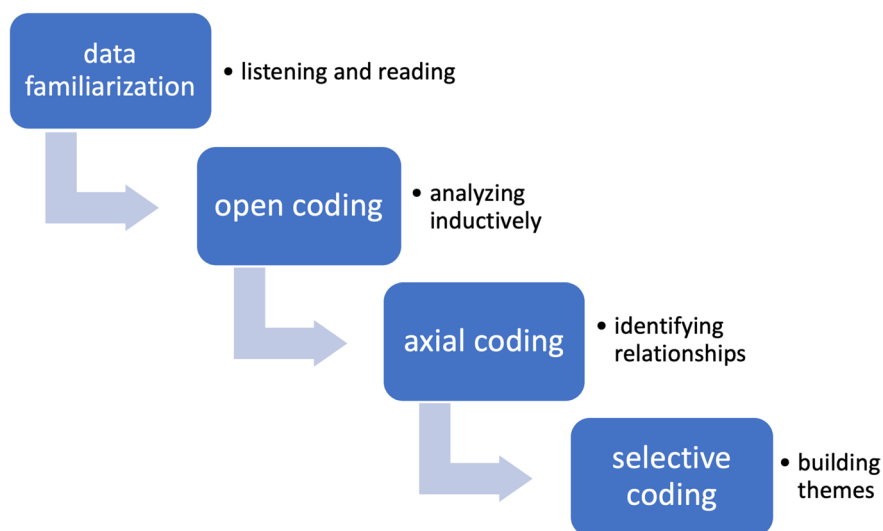 data
familiarization
• listening and reading
open coding
• analyzing
inductively
axial coding
• identifying
relationships
selective
coding
• building
themes